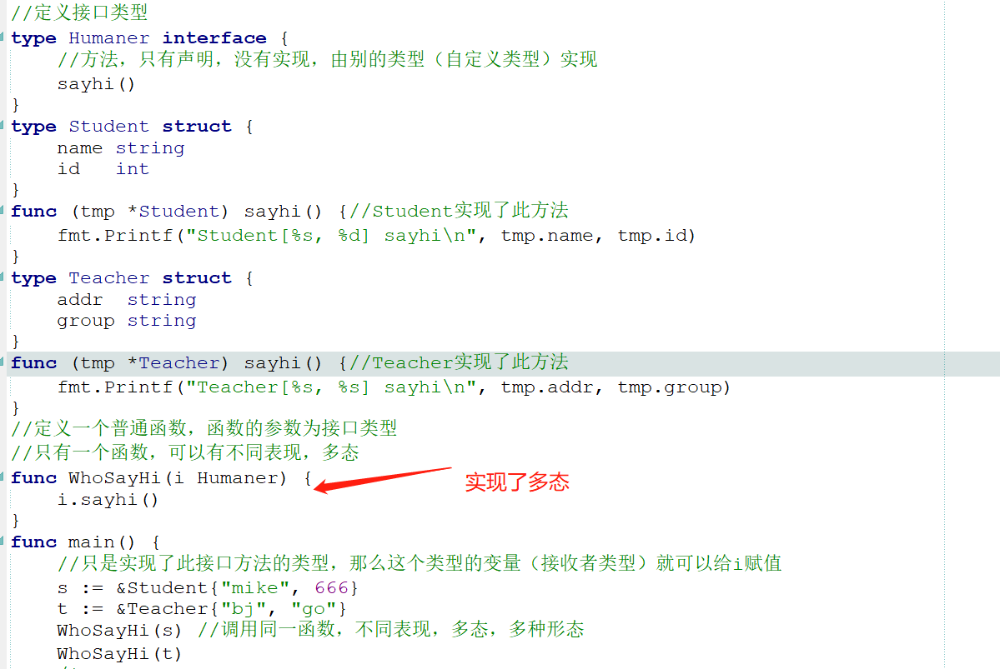 //定义接口类型
type Humaner interface {
    //方法，只有声明，没有实现，由别的类型（自定义类型）实现
    sayhi()
}
type Student struct {
    name string
    id   int
}
func (tmp *Student) sayhi() {//Student实现了此方法
    fmt.Printf("Student[%s, %d] sayhi\n", tmp.name, tmp.id)
}
type Teacher struct {
    addr  string
    group string
}
func (tmp *Teacher) sayhi() {//Teacher实现了此方法
    fmt.Printf("Teacher[%s, %s] sayhi\n", tmp.addr, tmp.group)
}
//定义一个普通函数，函数的参数为接口类型
//只有一个函数，可以有不同表现，多态
func WhoSayHi(i Humaner) {
实现了多态
    i.sayhi()
}
func main() {
    //只是实现了此接口方法的类型，那么这个类型的变量（接收者类型）就可以给i赋值
    s := &Student{"mike", 666}
    t := &Teacher{"bj", "go"}
    WhoSayHi(s) //调用同一函数，不同表现，多态，多种形态
    WhoSayHi(t)